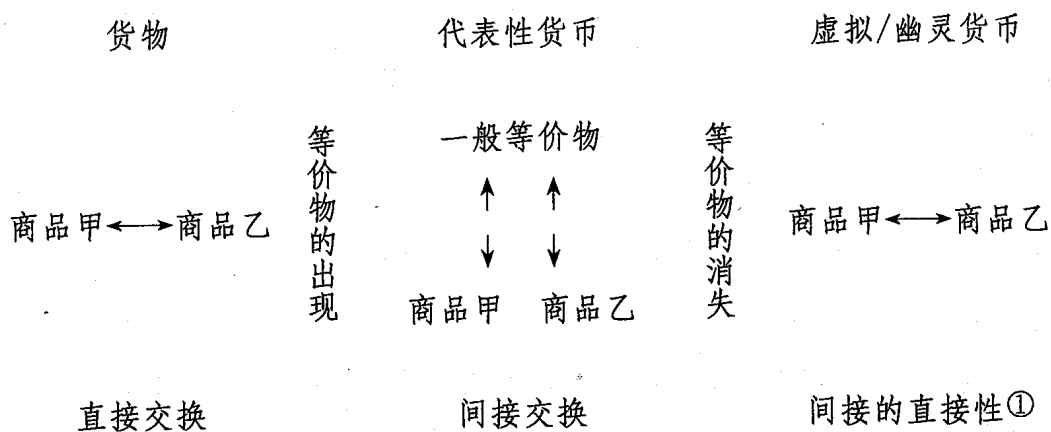 货物 代表性货币 虚拟/幽灵货币
等价物的出现
一般等价物
等价物的消失
商品甲←→商品乙
商品甲 商品乙
商品甲←→商品乙
直接交换 间接交换 间接的直接性①